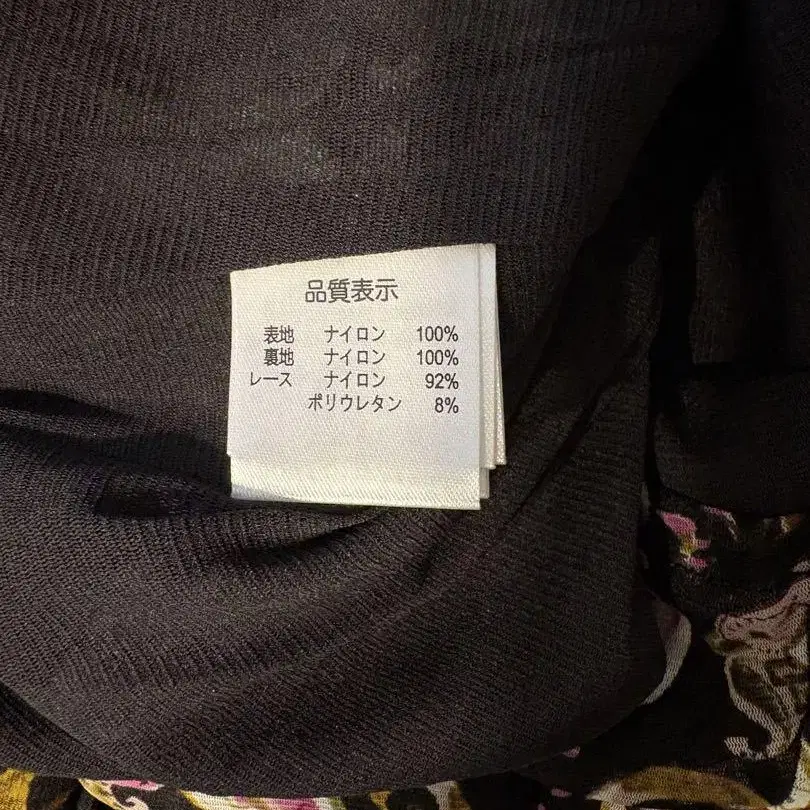 品質表示
表地 ナイロン 100%
裏地 ナイロン 100%
レース ナイロン 92%
ポリウレタン 8%